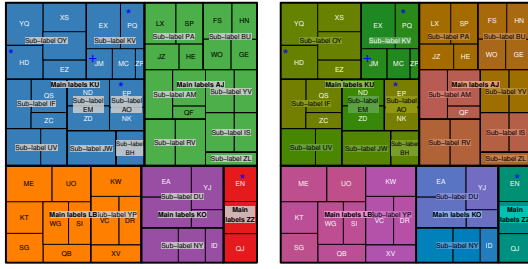 YQ XS EX PQ LX SP FS HN
Sub-label OY Sub-label KV Sub-label PA Sub-label BU
HD EZ JM MC ZP JZ HE WO GE
Main labels KU Main labels AJ
QS ND EP Sub-label AM Sub-label YV
Sub-label IF Sub-label EM Sub-label AO
ZC ZD NK QF Sub-label IS
Sub-label UV Sub-label JW Sub-label BH Sub-label RV Sub-label ZL
ME UO KW EA YJ EN
Sub-label DU
KT Main labels LB Sub-label YP Main labels KO Main labels ZZ
WG SI VC DR
SG QB XV Sub-label NY ID QJ
YQ XS EX PQ LX SP FS HN
Sub-label OY Sub-label KV Sub-label PA Sub-label BU
HD EZ JM MC ZP JZ HE WO GE
Main labels KU Main labels AJ
QS ND EP Sub-label AM Sub-label YV
Sub-label IF Sub-label EM Sub-label AO
ZC ZD NK QF Sub-label IS
Sub-label UV Sub-label JW Sub-label BH Sub-label RV Sub-label ZL
ME UO KW EA YJ EN
Sub-label DU
KT Main labels LB Sub-label YP Main labels KO Main labels ZZ
WG SI VC DR
SG QB XV Sub-label NY ID QJ